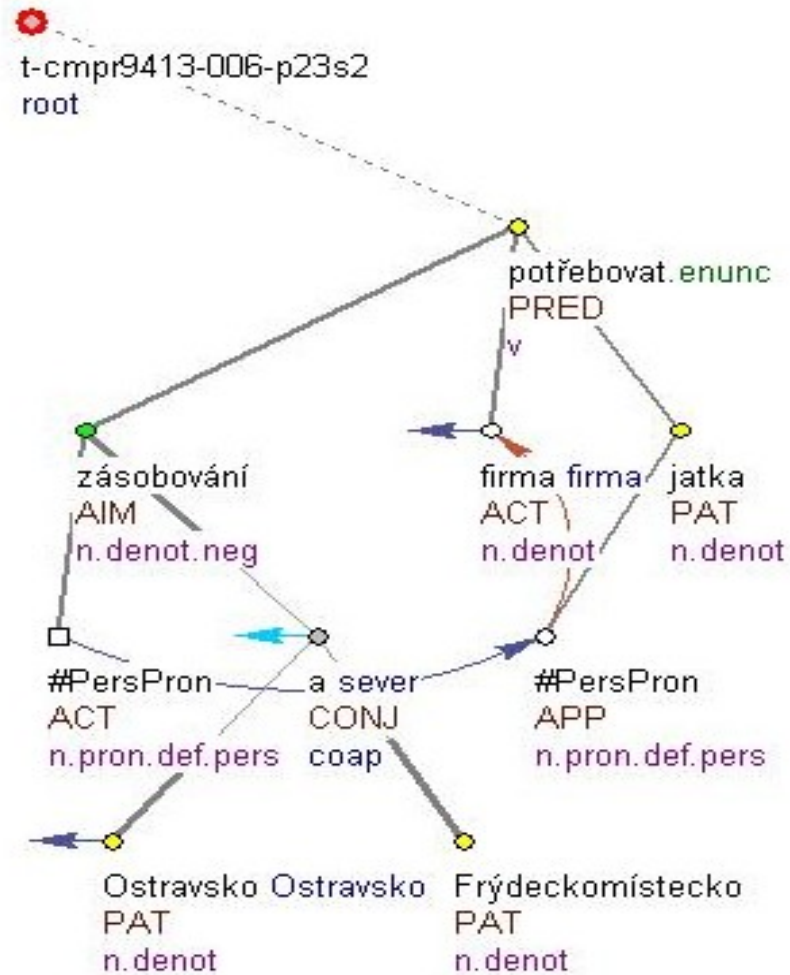 t-cmpr9413-006-p23s2
root
potřebovat.enunc
PRED
v
zásobování
AIM
n.denot.neg
firma firma
ACT
n.denot
jatka
PAT
n.denot
#PersPron
ACT
n.pron.def.pers
a sever
CONJ
coap
#PersPron
APP
n.pron.def.pers
Ostravsko Ostravsko
PAT
n.denot
Frýdeckomístecko
PAT
n.denot